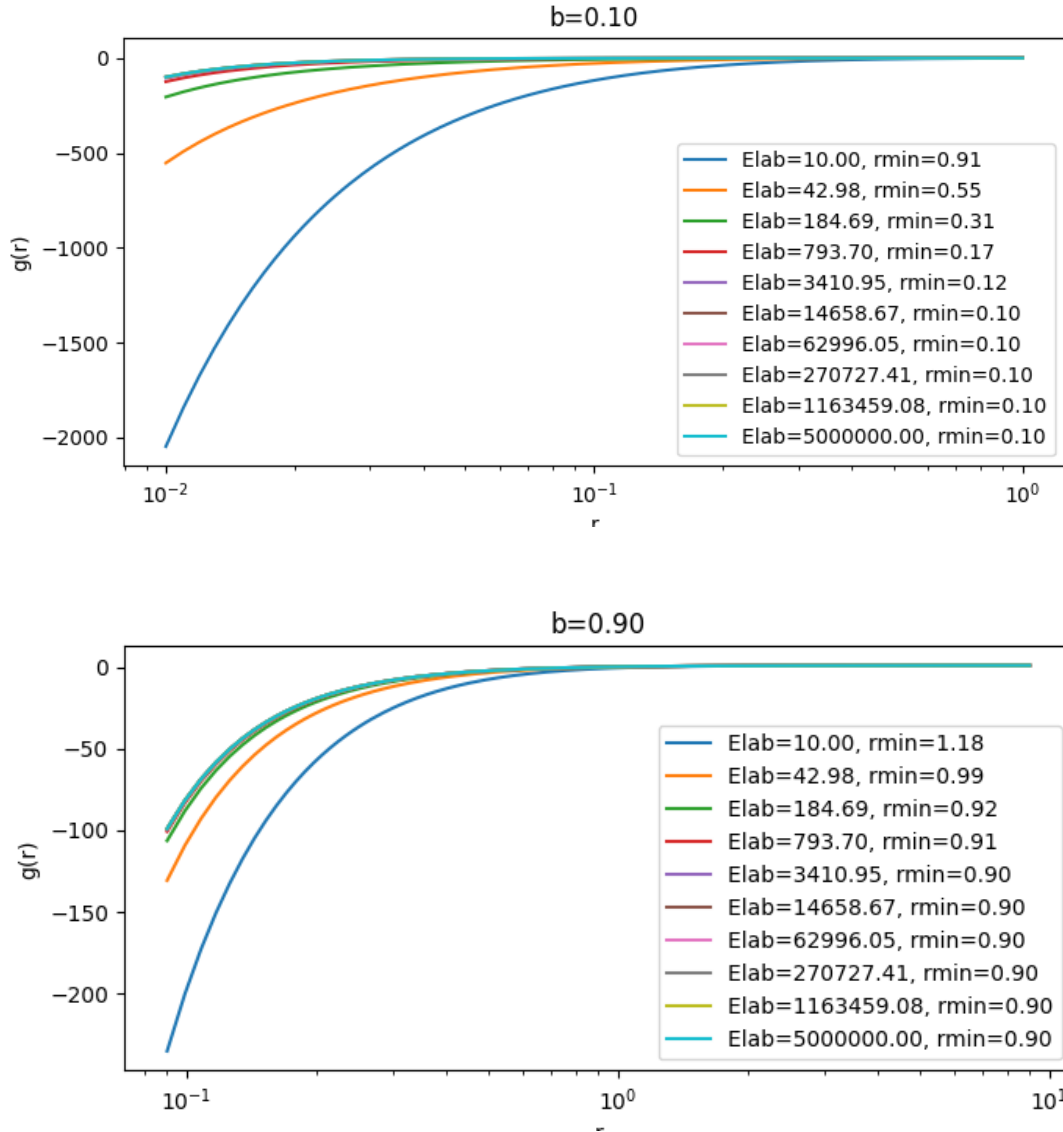 b=0.10
0
−500
−1000
−1500
−2000
g(r)
Elab=10.00, rmin=0.91
Elab=42.98, rmin=0.55
Elab=184.69, rmin=0.31
Elab=793.70, rmin=0.17
Elab=3410.95, rmin=0.12
Elab=14658.67, rmin=0.10
Elab=62996.05, rmin=0.10
Elab=270727.41, rmin=0.10
Elab=1163459.08, rmin=0.10
Elab=5000000.00, rmin=0.10
10⁻² 10⁻¹ 10⁰
r
b=0.90
0
−50
−100
−150
−200
g(r)
Elab=10.00, rmin=1.18
Elab=42.98, rmin=0.99
Elab=184.69, rmin=0.92
Elab=793.70, rmin=0.91
Elab=3410.95, rmin=0.90
Elab=14658.67, rmin=0.90
Elab=62996.05, rmin=0.90
Elab=270727.41, rmin=0.90
Elab=1163459.08, rmin=0.90
Elab=5000000.00, rmin=0.90
10⁻¹ 10⁰ 10¹
r